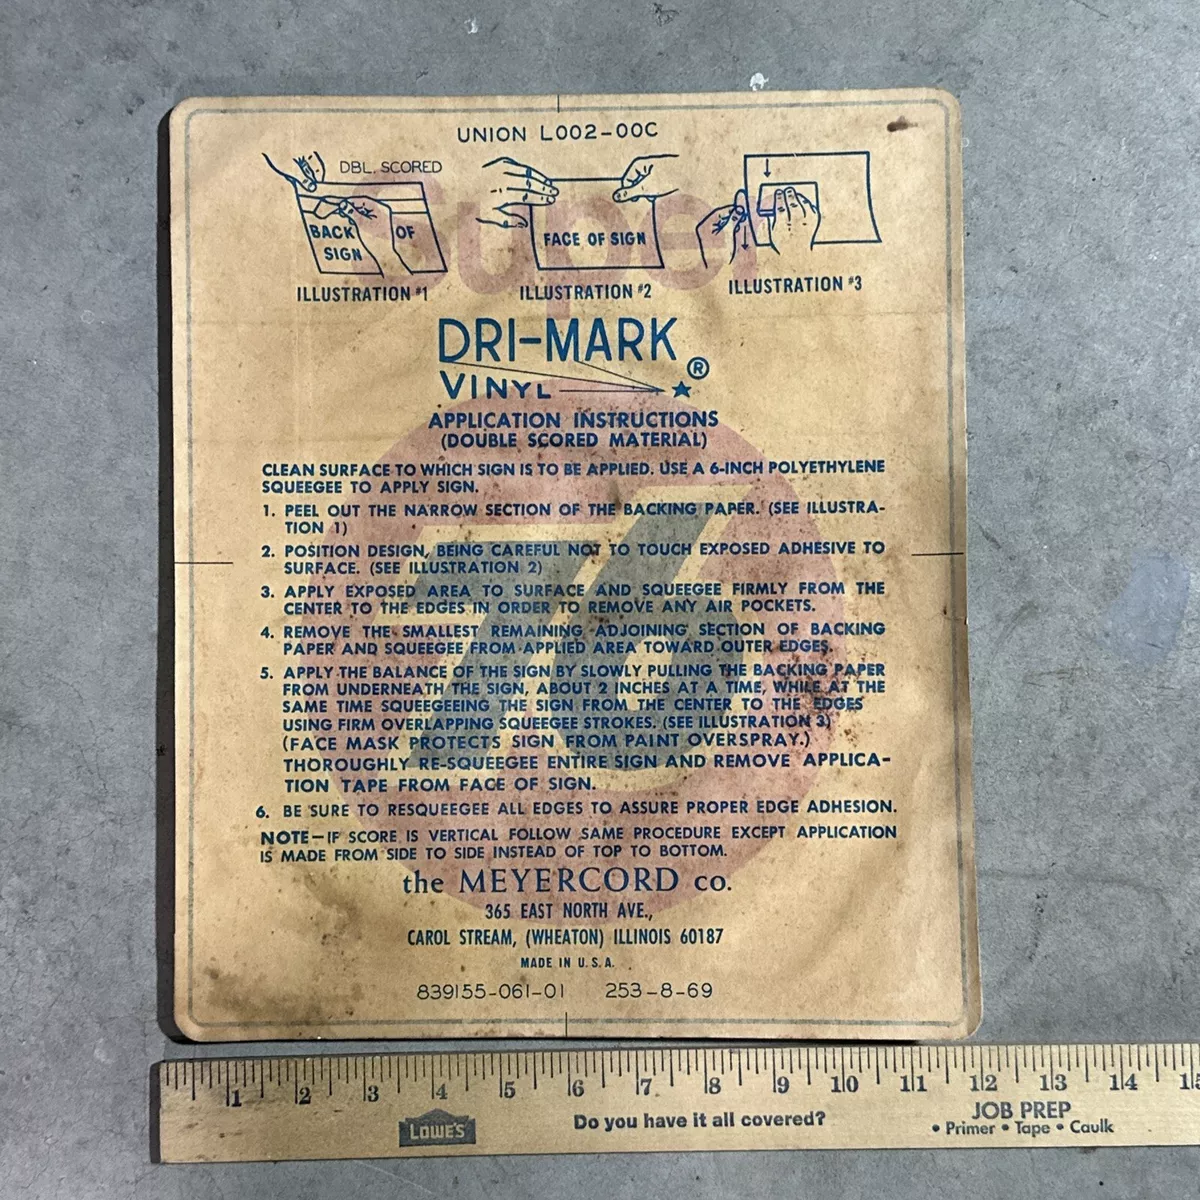 UNION L002-00C
DBL. SCORED
Super
BACK OF
SIGN
FACE OF SIGN
ILLUSTRATION #1
ILLUSTRATION #2
ILLUSTRATION #3
DRI-MARK
VINYL ®
APPLICATION INSTRUCTIONS
(DOUBLE SCORED MATERIAL)
CLEAN SURFACE TO WHICH SIGN IS TO BE APPLIED. USE A 6-INCH POLYETHYLENE
SQUEEGEE TO APPLY SIGN.
1. PEEL OUT THE NARROW SECTION OF THE BACKING PAPER. (SEE ILLUSTRA-
TION 1)
2. POSITION DESIGN, BEING CAREFUL NOT TO TOUCH EXPOSED ADHESIVE TO
SURFACE. (SEE ILLUSTRATION 2)
3. APPLY EXPOSED AREA TO SURFACE AND SQUEEGEE FIRMLY FROM THE
CENTER TO THE EDGES IN ORDER TO REMOVE ANY AIR POCKETS.
4. REMOVE THE SMALLEST REMAINING ADJOINING SECTION OF BACKING
PAPER AND SQUEEGEE FROM APPLIED AREA TOWARD OUTER EDGES.
5. APPLY THE BALANCE OF THE SIGN BY SLOWLY PULLING THE BACKING PAPER
FROM UNDERNEATH THE SIGN, ABOUT 2 INCHES AT A TIME, WHILE AT THE
SAME TIME SQUEEGEEING THE SIGN FROM THE CENTER TO THE EDGES
USING FIRM OVERLAPPING SQUEEGEE STROKES. (SEE ILLUSTRATION 3)
(FACE MASK PROTECTS SIGN FROM PAINT OVERSPRAY.)
THOROUGHLY RE-SQUEEGEE ENTIRE SIGN AND REMOVE APPLICA-
TION TAPE FROM FACE OF SIGN.
6. BE SURE TO RESQUEEGEE ALL EDGES TO ASSURE PROPER EDGE ADHESION.
NOTE—IF SCORE IS VERTICAL FOLLOW SAME PROCEDURE EXCEPT APPLICATION
IS MADE FROM SIDE TO SIDE INSTEAD OF TOP TO BOTTOM.
76
the MEYERCORD co.
365 EAST NORTH AVE.,
CAROL STREAM, (WHEATON) ILLINOIS 60187
MADE IN U.S.A.
839155-061-01 253-8-69
1 2 3 4 5 6 7 8 9 10 11 12 13 14 15
LOWE'S
Do you have it all covered?
JOB PREP
• Primer • Tape • Caulk